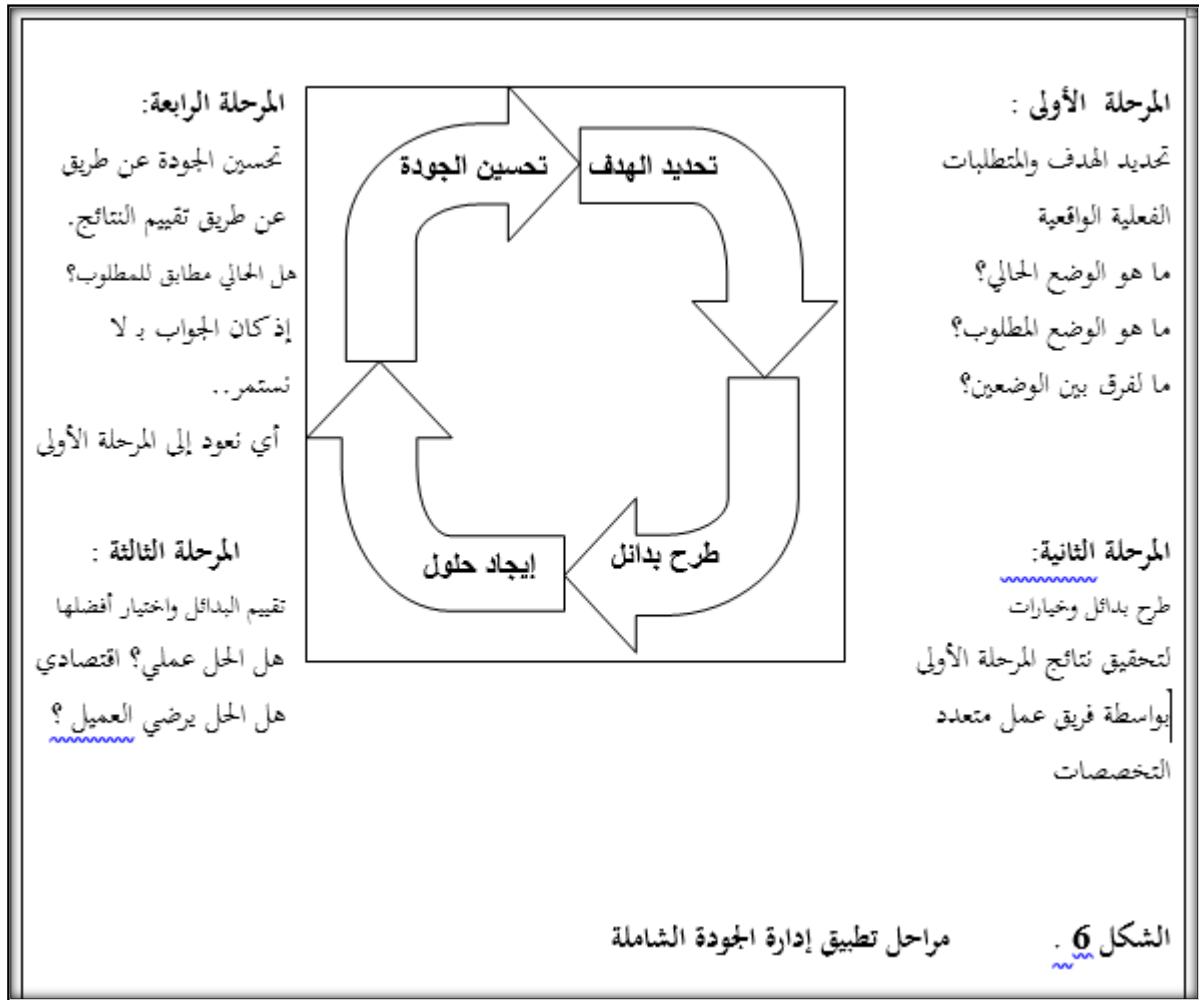 المرحلة الأولى :
تحديد الهدف والمتطلبات
الفعلية الواقعية
ما هو الوضع الحالي؟
ما هو الوضع المطلوب؟
ما لفرق بين الوضعين؟
تحديد الهدف
تحسين الجودة
المرحلة الرابعة:
تحسين الجودة عن طريق
عن طريق تقييم النتائج.
هل الحالي مطابق للمطلوب؟
إذ كان الجواب بـ لا
نستمر..
أي نعود إلى المرحلة الأولى
المرحلة الثانية:
طرح بدائل وخيارات
لتحقيق نتائج المرحلة الأولى
بواسطة فريق عمل متعدد
التخصصات
طرح بدائل
إيجاد حلول
المرحلة الثالثة :
تقييم البدائل واختيار أفضلها
هل الحل عملي؟ اقتصادي
هل الحل يرضي العميل ؟
الشكل 6 . مراحل تطبيق إدارة الجودة الشاملة